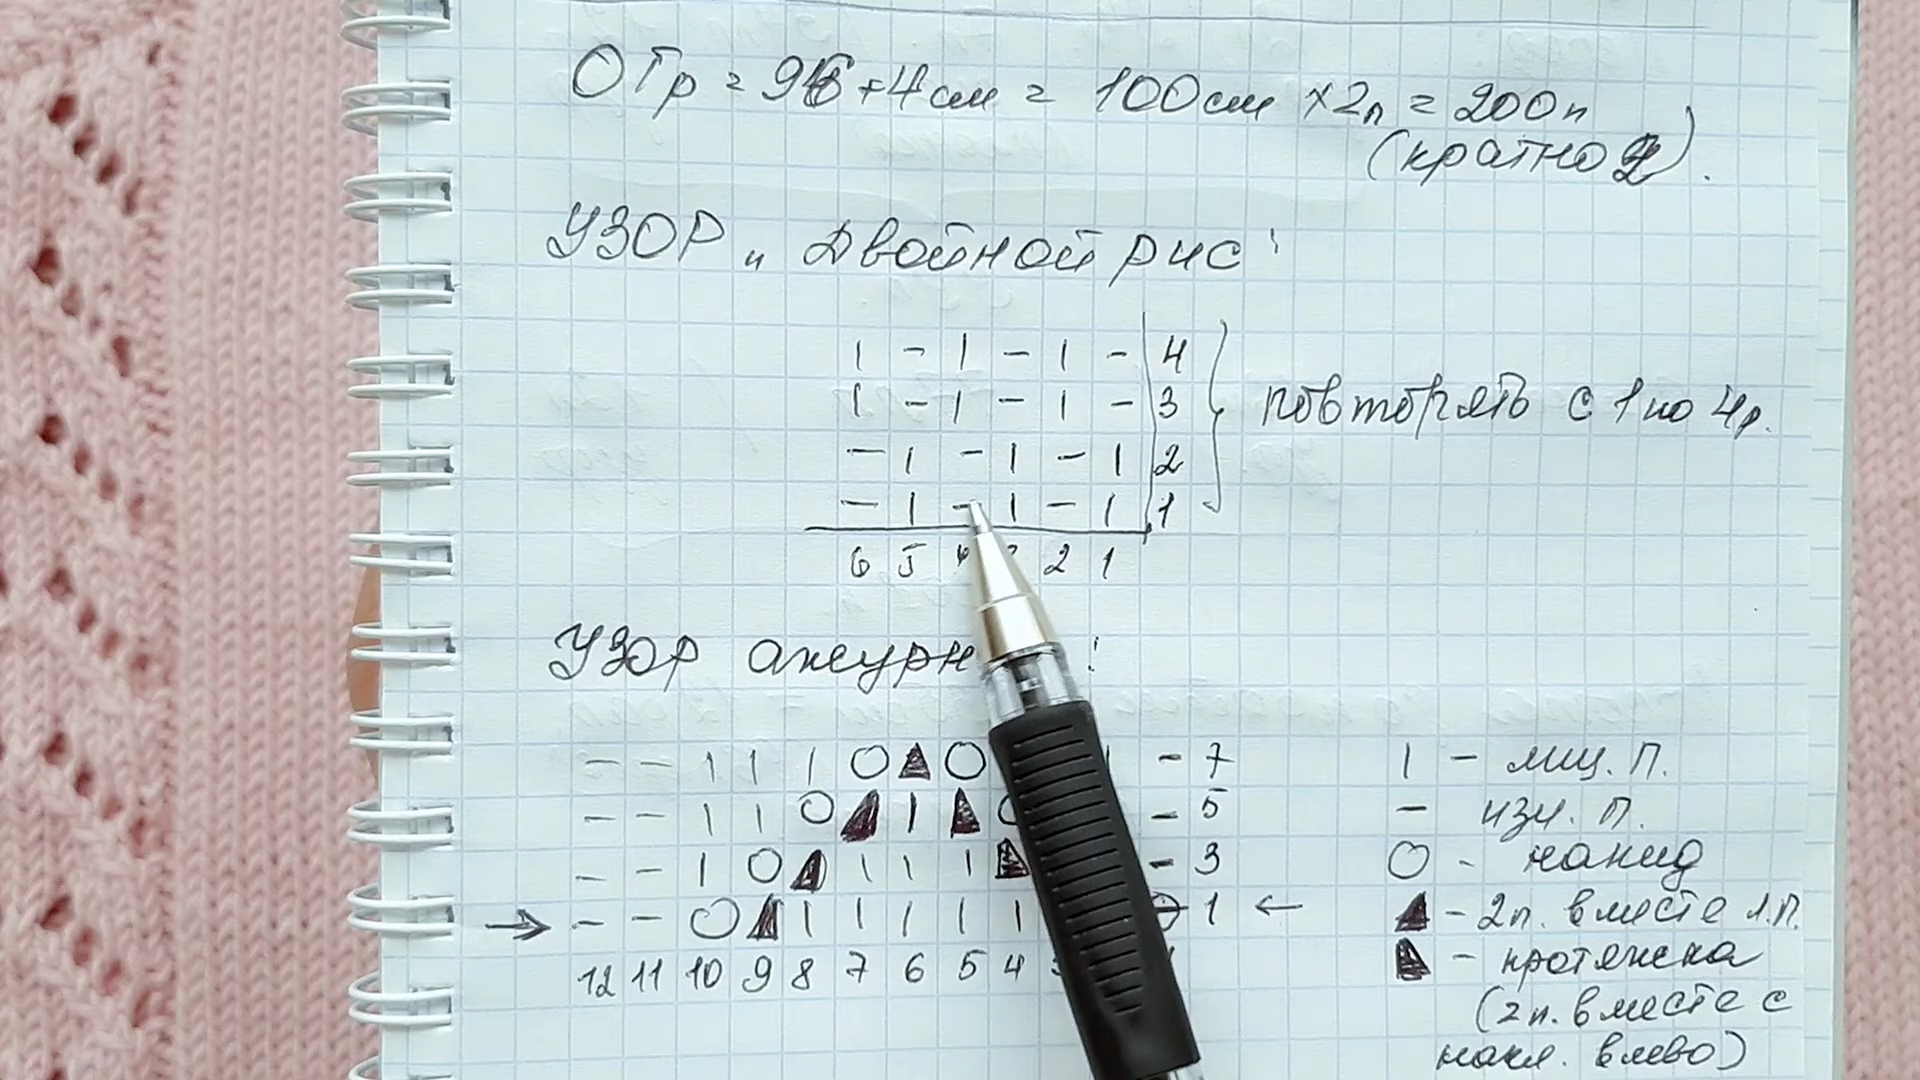 ОГр = 96 + 4 см = 100 см × 2п = 200п
(кратно 2).
УЗОР „ Двойной рис"
| - | - | - 4
| - | - | - 3
повторять с 1 по 4р.
- | - | - | 2
- | - | - | 1
6 5 4 2 1
УЗОР ажурн :
- - | | | ○ ▲ ○ | - 7
- - | | ○ ◢ | ◣ - 5
- - | ○ ◢ | | | ◣ - 3
→ - - ○ ◢ | | | | | - 1 ←
12 11 10 9 8 7 6 5 4
| - лиц. п.
- изн. п.
○ - накид
◢ - 2п. вместе л.п.
◣ - протяжка
(2п. вместе с
накл. влево)